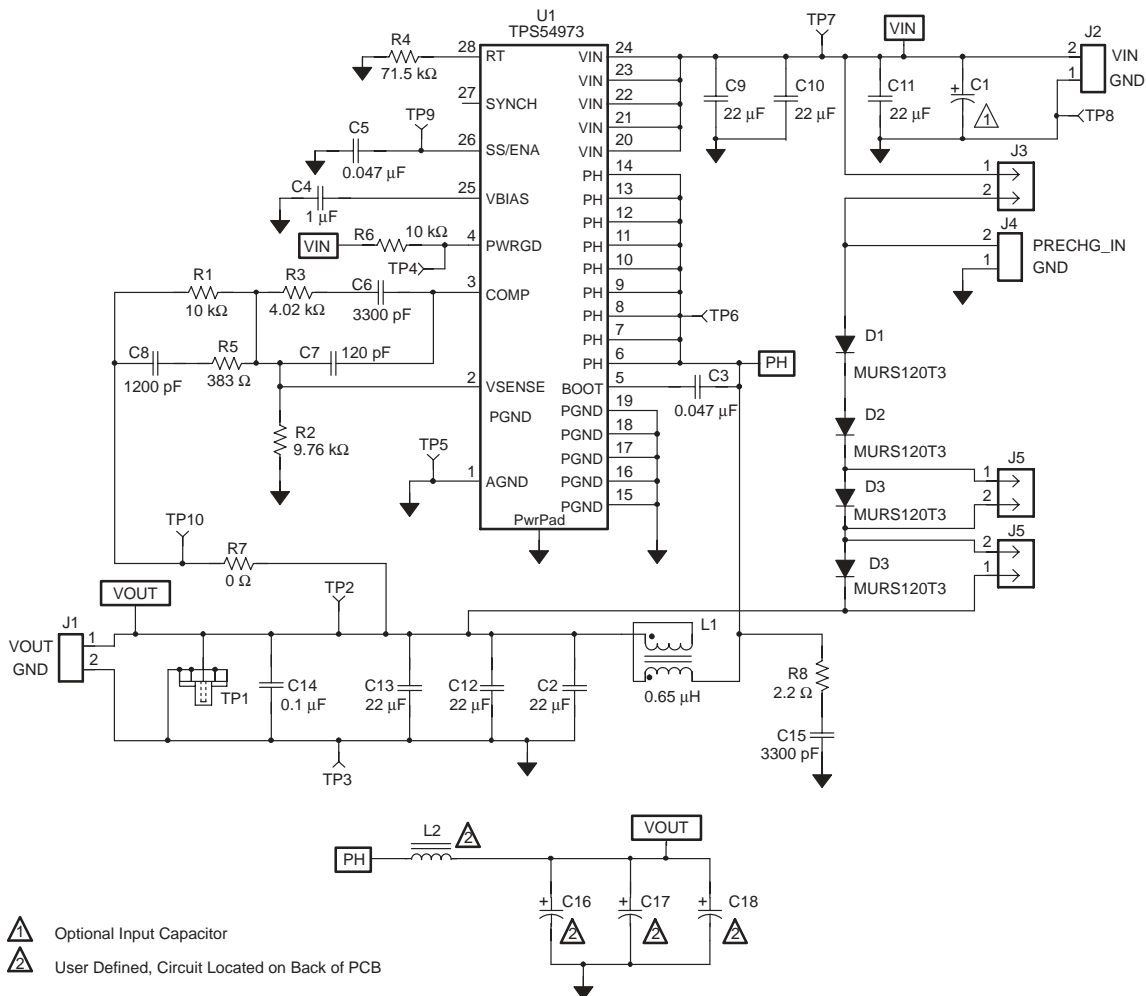 U1
TPS54973
R4
71.5 kΩ
28 RT
27 SYNCH
TP9
C5
0.047 µF
26 SS/ENA
C4
1 µF
25 VBIAS
VIN
R6
10 kΩ
4 PWRGD
TP4
R1
10 kΩ
R3
4.02 kΩ
C6
3300 pF
3 COMP
C8
1200 pF
R5
383 Ω
C7
120 pF
2 VSENSE
PGND
R2
9.76 kΩ
TP5
1 AGND
PwrPad
VIN 24
VIN 23
VIN 22
VIN 21
VIN 20
PH 14
PH 13
PH 12
PH 11
PH 10
PH 9
PH 8
PH 7
PH 6
BOOT 5
PGND 19
PGND 18
PGND 17
PGND 16
PGND 15
TP6
PH
C3
0.047 µF
C9
22 µF
C10
22 µF
TP7
VIN
C11
22 µF
+ C1
1
J2
2 VIN
1 GND
TP8
J3
1
2
J4
2 PRECHG_IN
1 GND
D1
MURS120T3
D2
MURS120T3
D3
MURS120T3
J5
1
2
D3
MURS120T3
J5
2
1
TP10
R7
0 Ω
VOUT
TP2
J1
VOUT 1
GND 2
TP1
C14
0.1 µF
C13
22 µF
C12
22 µF
C2
22 µF
TP3
L1
0.65 µH
R8
2.2 Ω
C15
3300 pF
PH
L2
2
VOUT
+ C16
2
+ C17
2
+ C18
2
1 Optional Input Capacitor
2 User Defined, Circuit Located on Back of PCB